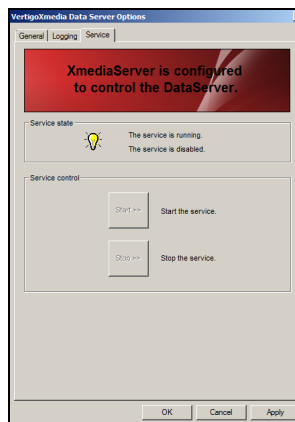 VertigoXmedia Data Server Options
General Logging Service
XmediaServer is configured
to control the DataServer.
Service state
The service is running.
The service is disabled.
Service control
Start >> Start the service.
Stop >> Stop the service.
OK Cancel Apply